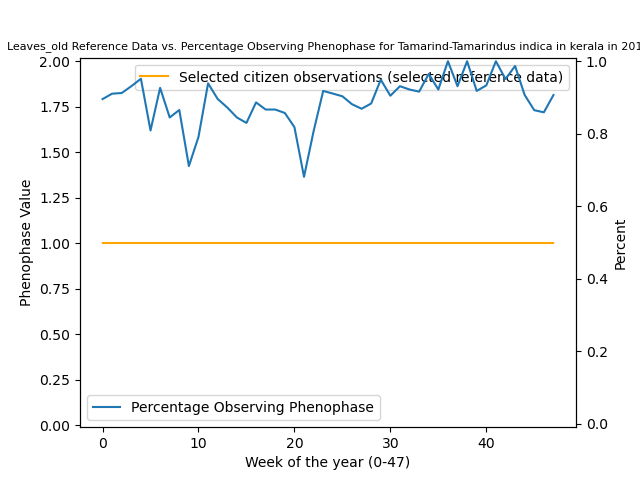 Leaves_old Reference Data vs. Percentage Observing Phenophase for Tamarind-Tamarindus indica in kerala in 201
Selected citizen observations (selected reference data)
Percentage Observing Phenophase
Phenophase Value
2.00
1.75
1.50
1.25
1.00
0.75
0.50
0.25
0.00
1.0
0.8
0.6
0.4
0.2
0.0
Percent
0 10 20 30 40
Week of the year (0-47)